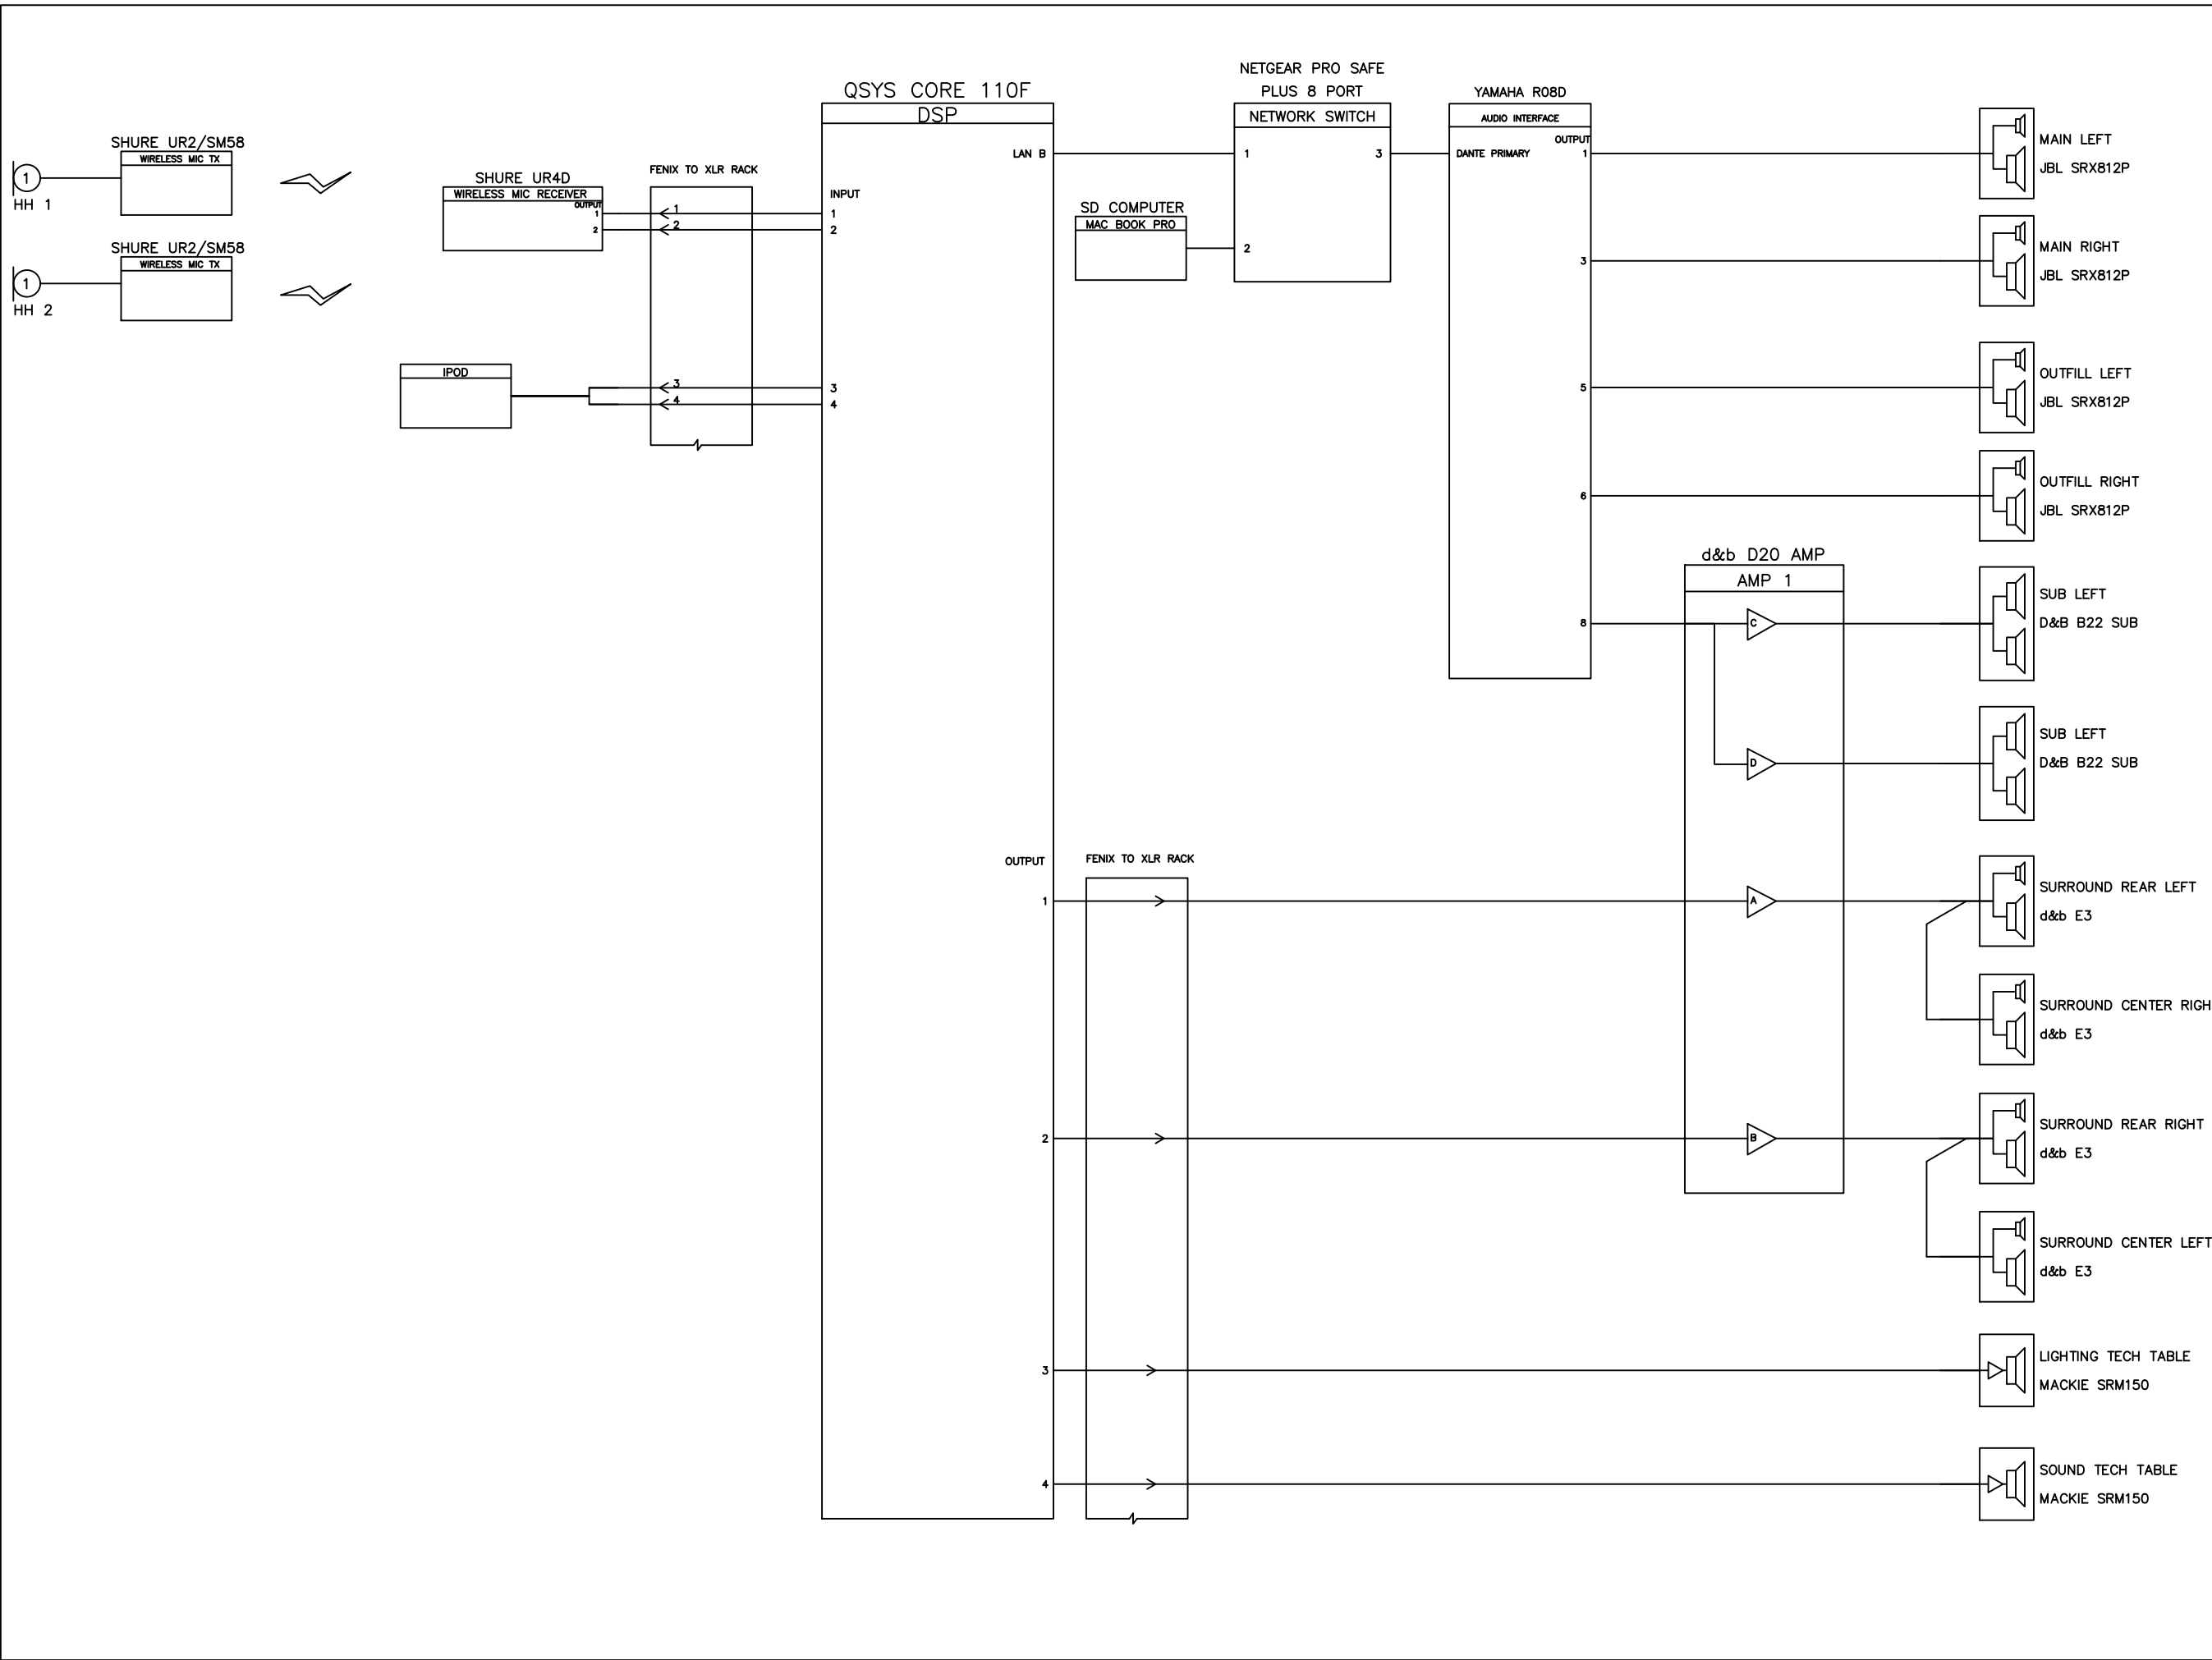 SHURE UR2/SM58
WIRELESS MIC TX
1
HH 1
SHURE UR2/SM58
WIRELESS MIC TX
1
HH 2
SHURE UR4D
WIRELESS MIC RECEIVER
OUTPUT
1
2
IPOD
FENIX TO XLR RACK
1
2
3
4
QSYS CORE 110F
DSP
LAN B
INPUT
1
2
3
4
OUTPUT
1
2
3
4
FENIX TO XLR RACK
SD COMPUTER
MAC BOOK PRO
NETGEAR PRO SAFE
PLUS 8 PORT
NETWORK SWITCH
1
3
2
YAMAHA RO8D
AUDIO INTERFACE
OUTPUT
DANTE PRIMARY
1
3
5
6
8
d&b D20 AMP
AMP 1
C
D
A
B
MAIN LEFT
JBL SRX812P
MAIN RIGHT
JBL SRX812P
OUTFILL LEFT
JBL SRX812P
OUTFILL RIGHT
JBL SRX812P
SUB LEFT
D&B B22 SUB
SUB LEFT
D&B B22 SUB
SURROUND REAR LEFT
d&b E3
SURROUND CENTER RIGH
d&b E3
SURROUND REAR RIGHT
d&b E3
SURROUND CENTER LEFT
d&b E3
LIGHTING TECH TABLE
MACKIE SRM150
SOUND TECH TABLE
MACKIE SRM150